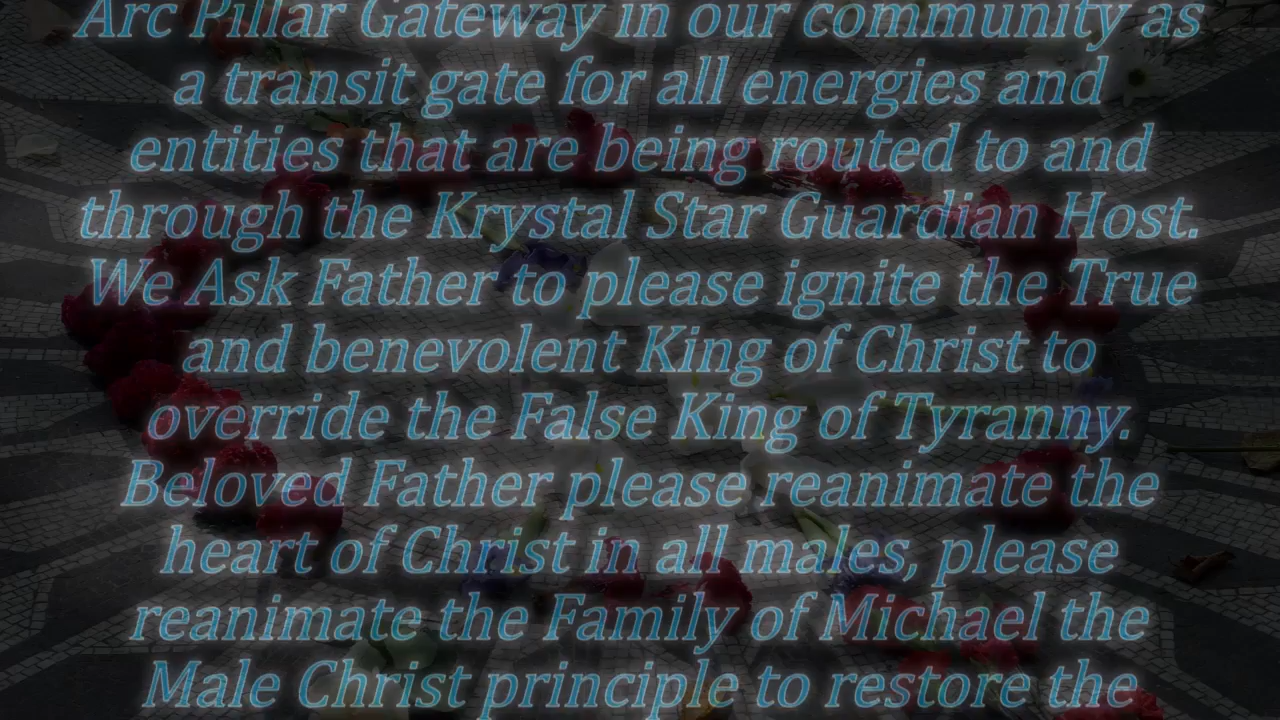 Arc Pillar Gateway in our community as
a transit gate for all energies and
entities that are being routed to and
through the Krystal Star Guardian Host.
We Ask Father to please ignite the True
and benevolent King of Christ to
override the False King of Tyranny.
Beloved Father please reanimate the
heart of Christ in all males, please
reanimate the Family of Michael the
Male Christ principle to restore the